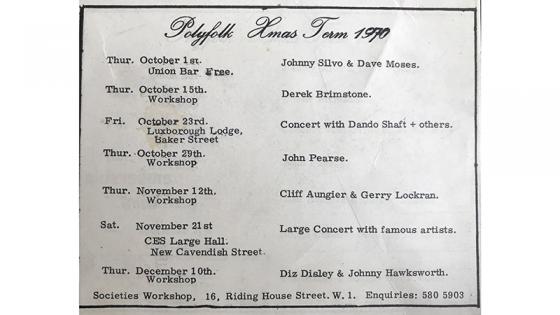 Polyfolk Xmas Term 1970
Thur. October 1st. Johnny Silvo & Dave Moses.
Union Bar Free.
Thur. October 15th. Derek Brimstone.
Workshop
Fri. October 23rd. Concert with Dando Shaft + others.
Luxborough Lodge,
Baker Street
Thur. October 29th. John Pearse.
Workshop
Thur. November 12th. Cliff Aungier & Gerry Lockran.
Workshop
Sat. November 21st Large Concert with famous artists.
CES Large Hall.
New Cavendish Street.
Thur. December 10th. Diz Disley & Johnny Hawksworth.
Workshop
Societies Workshop, 16, Riding House Street. W. 1. Enquiries: 580 5903